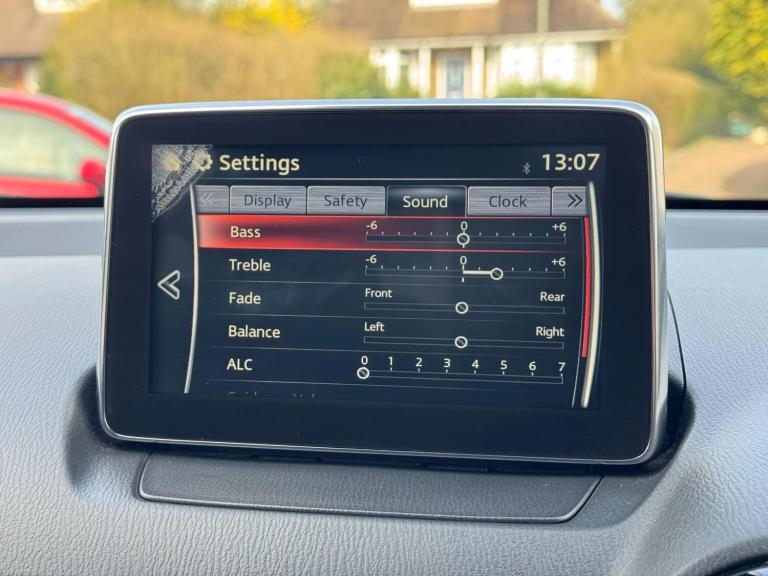 Settings 13:07
Display Safety Sound Clock
Bass -6 0 +6
Treble -6 0 +6
Fade Front Rear
Balance Left Right
ALC 0 1 2 3 4 5 6 7